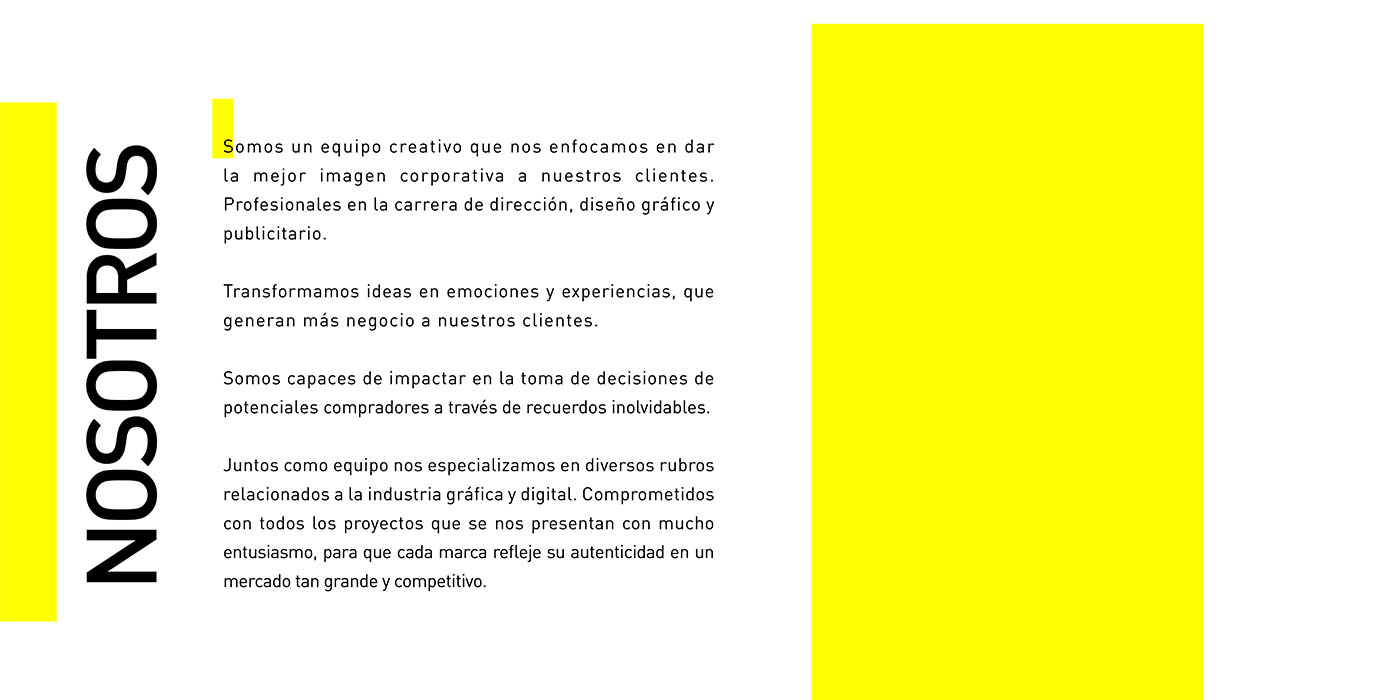 NOSOTROS
Somos un equipo creativo que nos enfocamos en dar
la mejor imagen corporativa a nuestros clientes.
Profesionales en la carrera de dirección, diseño gráfico y
publicitario.
Transformamos ideas en emociones y experiencias, que
generan más negocio a nuestros clientes.
Somos capaces de impactar en la toma de decisiones de
potenciales compradores a través de recuerdos inolvidables.
Juntos como equipo nos especializamos en diversos rubros
relacionados a la industria gráfica y digital. Comprometidos
con todos los proyectos que se nos presentan con mucho
entusiasmo, para que cada marca refleje su autenticidad en un
mercado tan grande y competitivo.